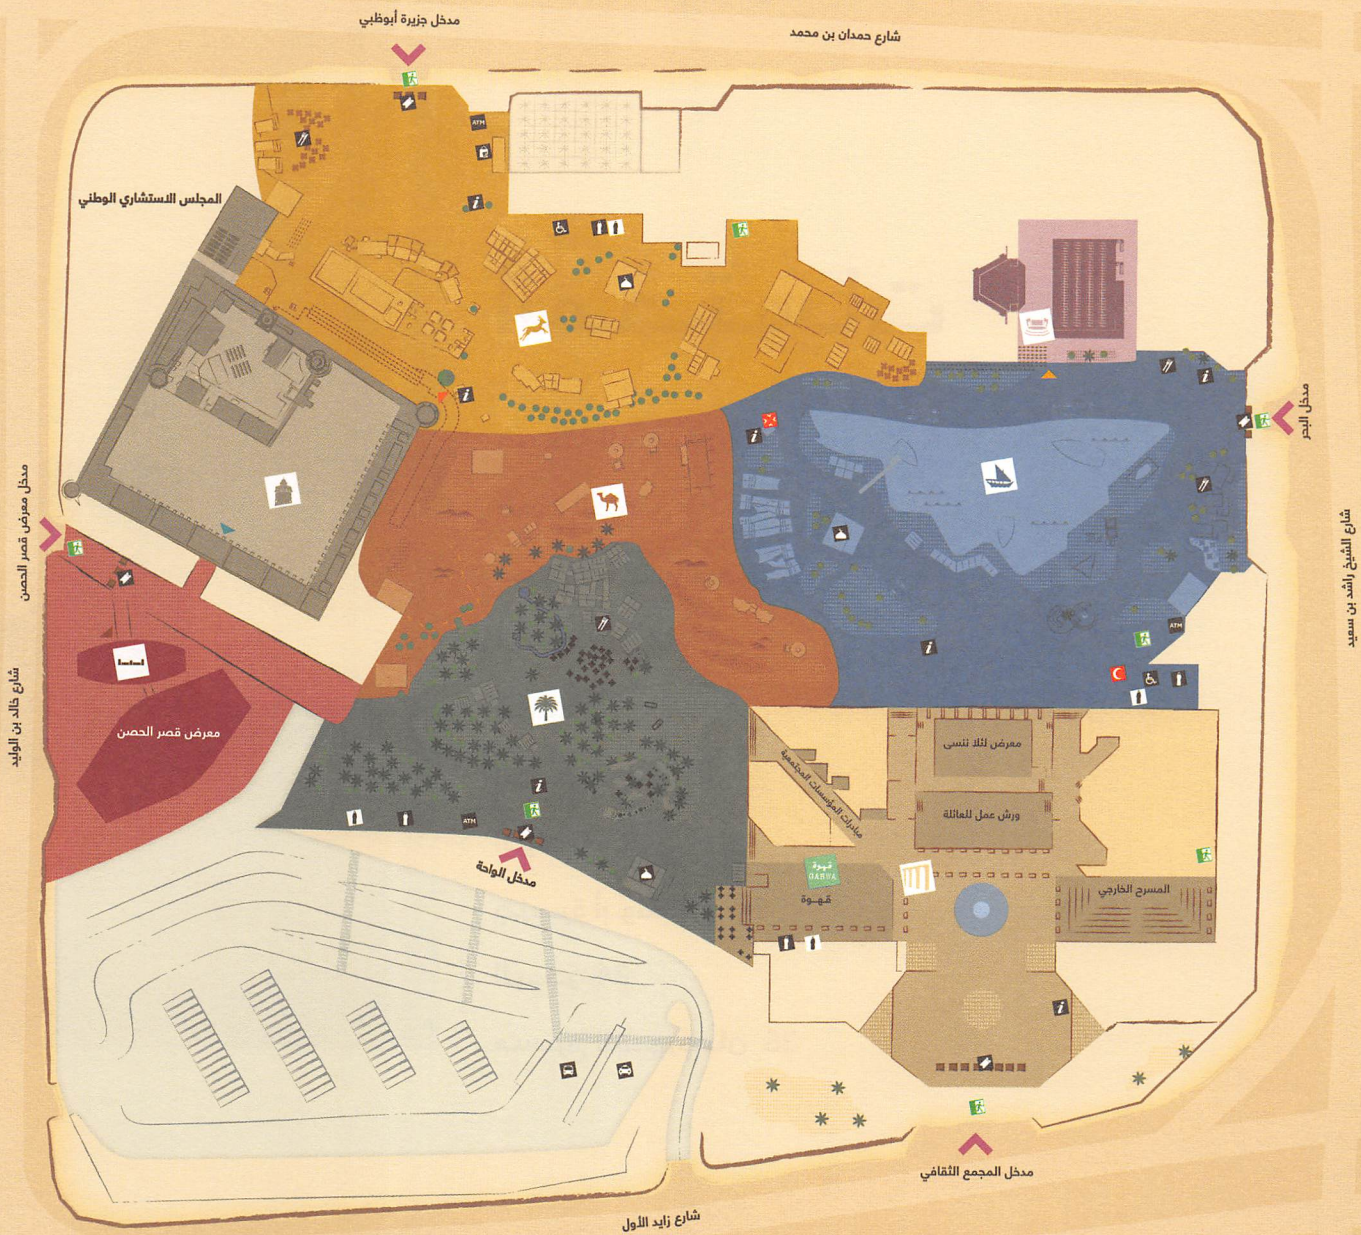 مدخل جزيرة أبوظبي
شارع حمدان بن محمد
ATM
المجلس الاستشاري الوطني
مدخل البحر
مدخل معرض قصر الحصن
شارع الشيخ راشد بن سعيد
ATM
شارع خالد بن الوليد
معرض قصر الحصن
معرض لئلا ننسى
مبادرات المؤسسات المجتمعية
ورش عمل للعائلة
ATM
مدخل الواحة
قهوة
GAHWA
قهوة
المسرح الخارجي
مدخل المجمع الثقافي
شارع زايد الأول